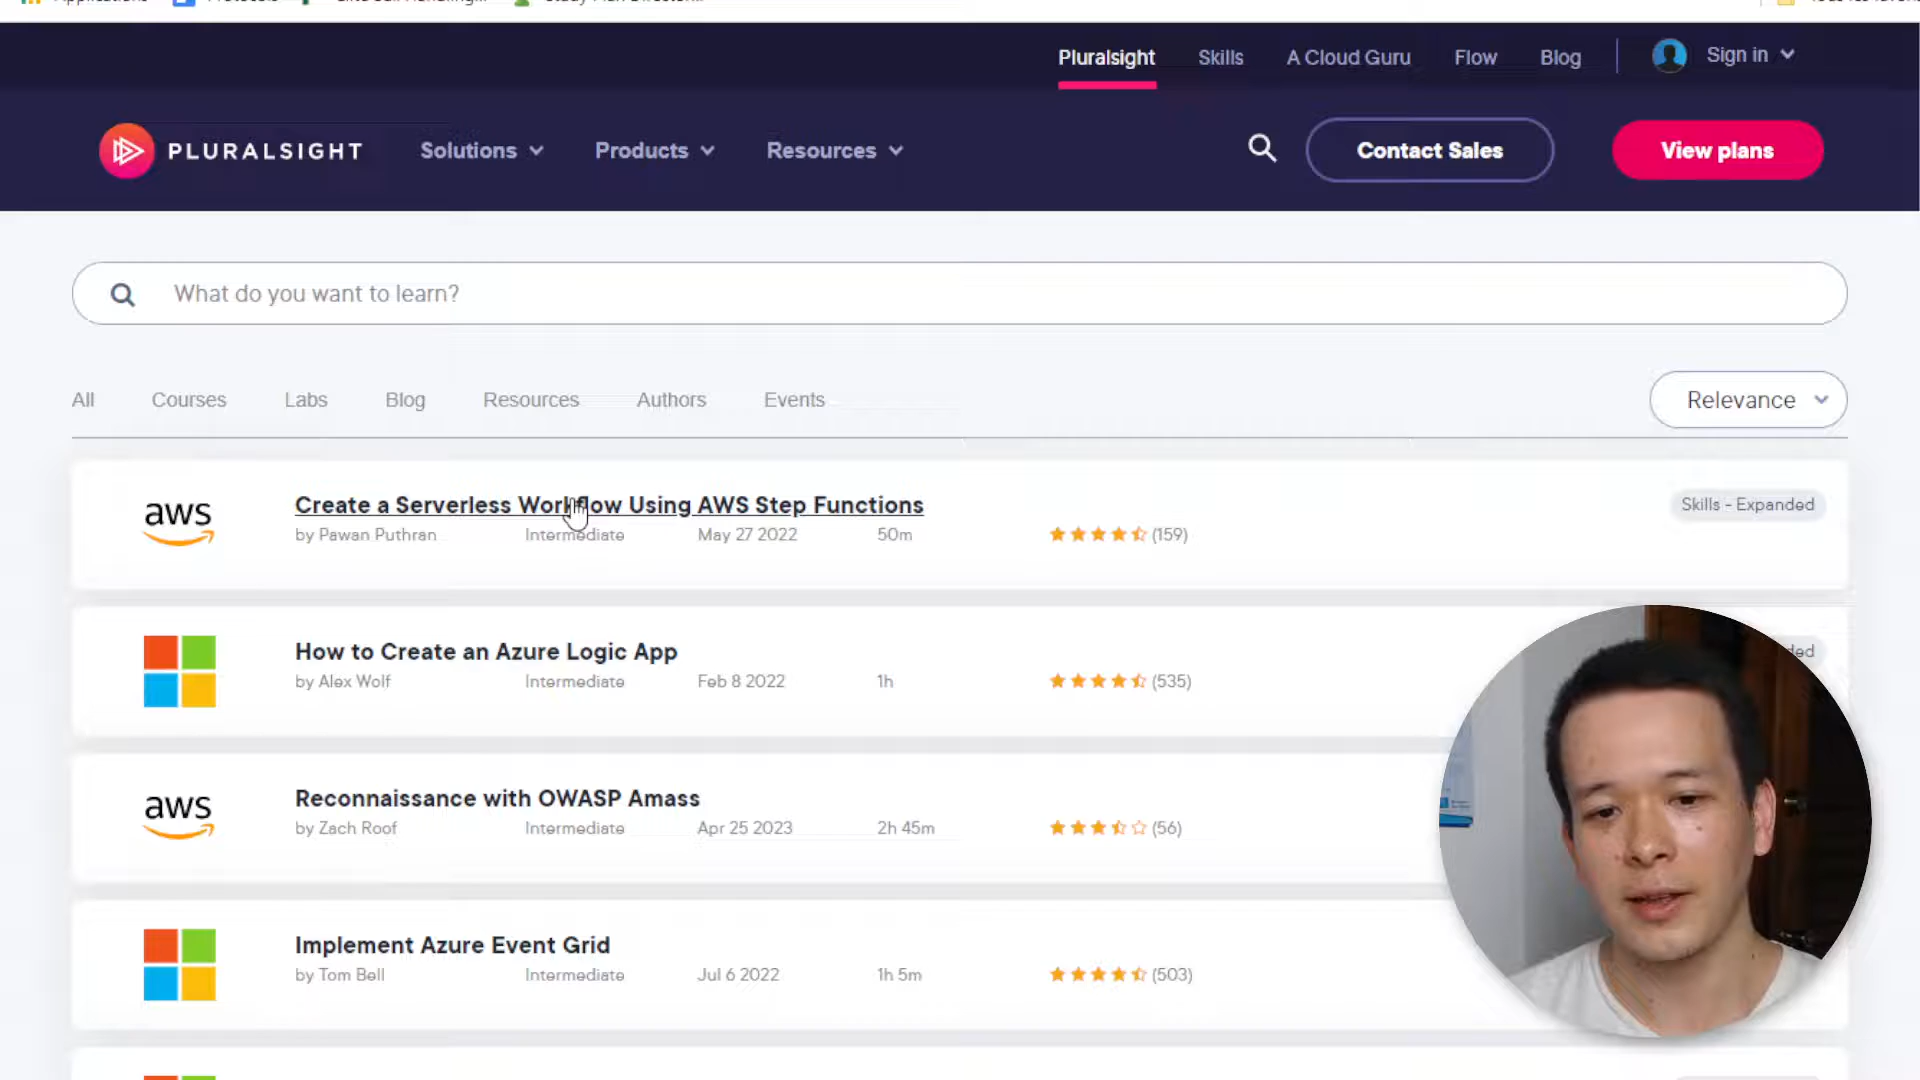 Pluralsight Skills A Cloud Guru Flow Blog Sign in
PLURALSIGHT Solutions Products Resources Contact Sales View plans
What do you want to learn?
All Courses Labs Blog Resources Authors Events Relevance
aws Create a Serverless Workflow Using AWS Step Functions Skills - Expanded
by Pawan Puthran Intermediate May 27 2022 50m (159)
How to Create an Azure Logic App
by Alex Wolf Intermediate Feb 8 2022 1h (535)
aws Reconnaissance with OWASP Amass
by Zach Roof Intermediate Apr 25 2023 2h 45m (56)
Implement Azure Event Grid
by Tom Bell Intermediate Jul 6 2022 1h 5m (503)